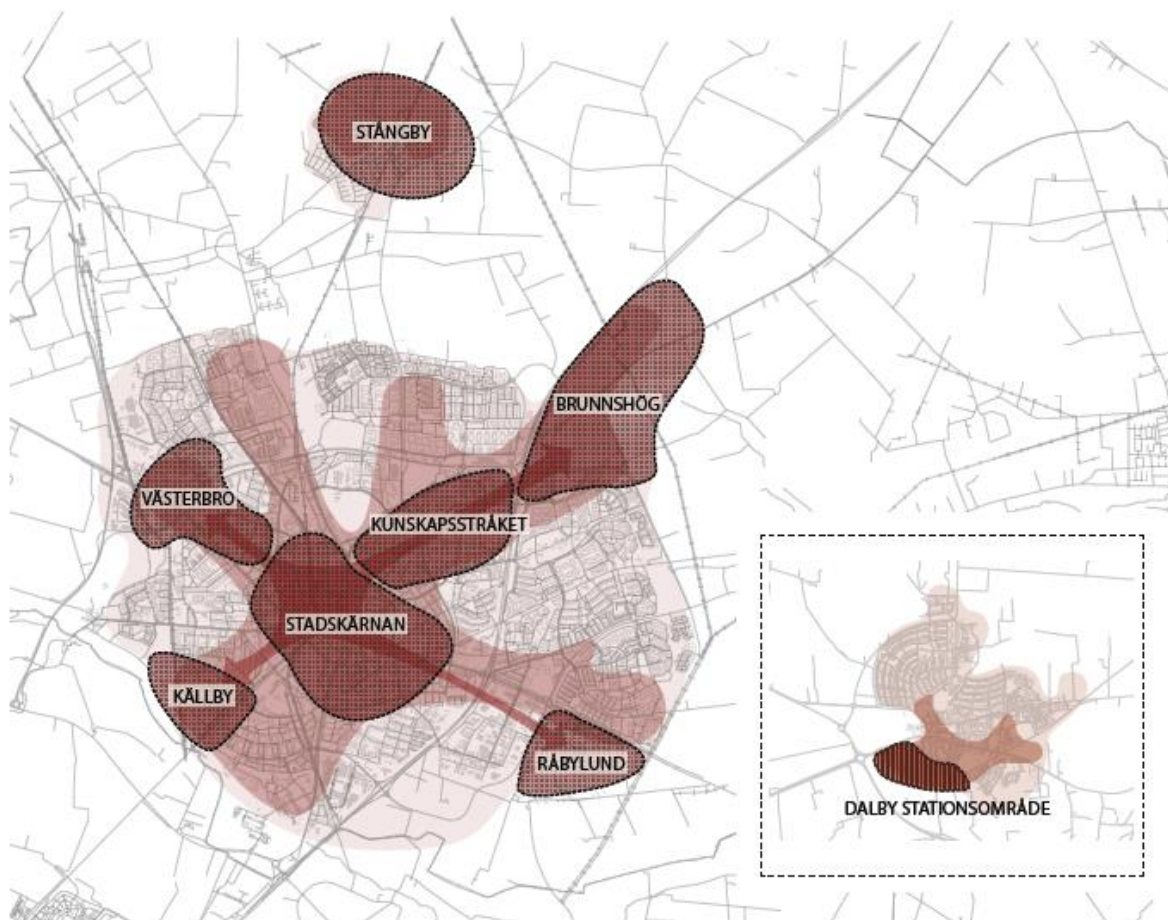 STÅNGBY
BRUNNSHÖG
VÄSTERBRO
KUNSKAPSSTRÅKET
STADSKÄRNAN
KÄLLBY
RÅBYLUND
DALBY STATIONSOMRÅDE